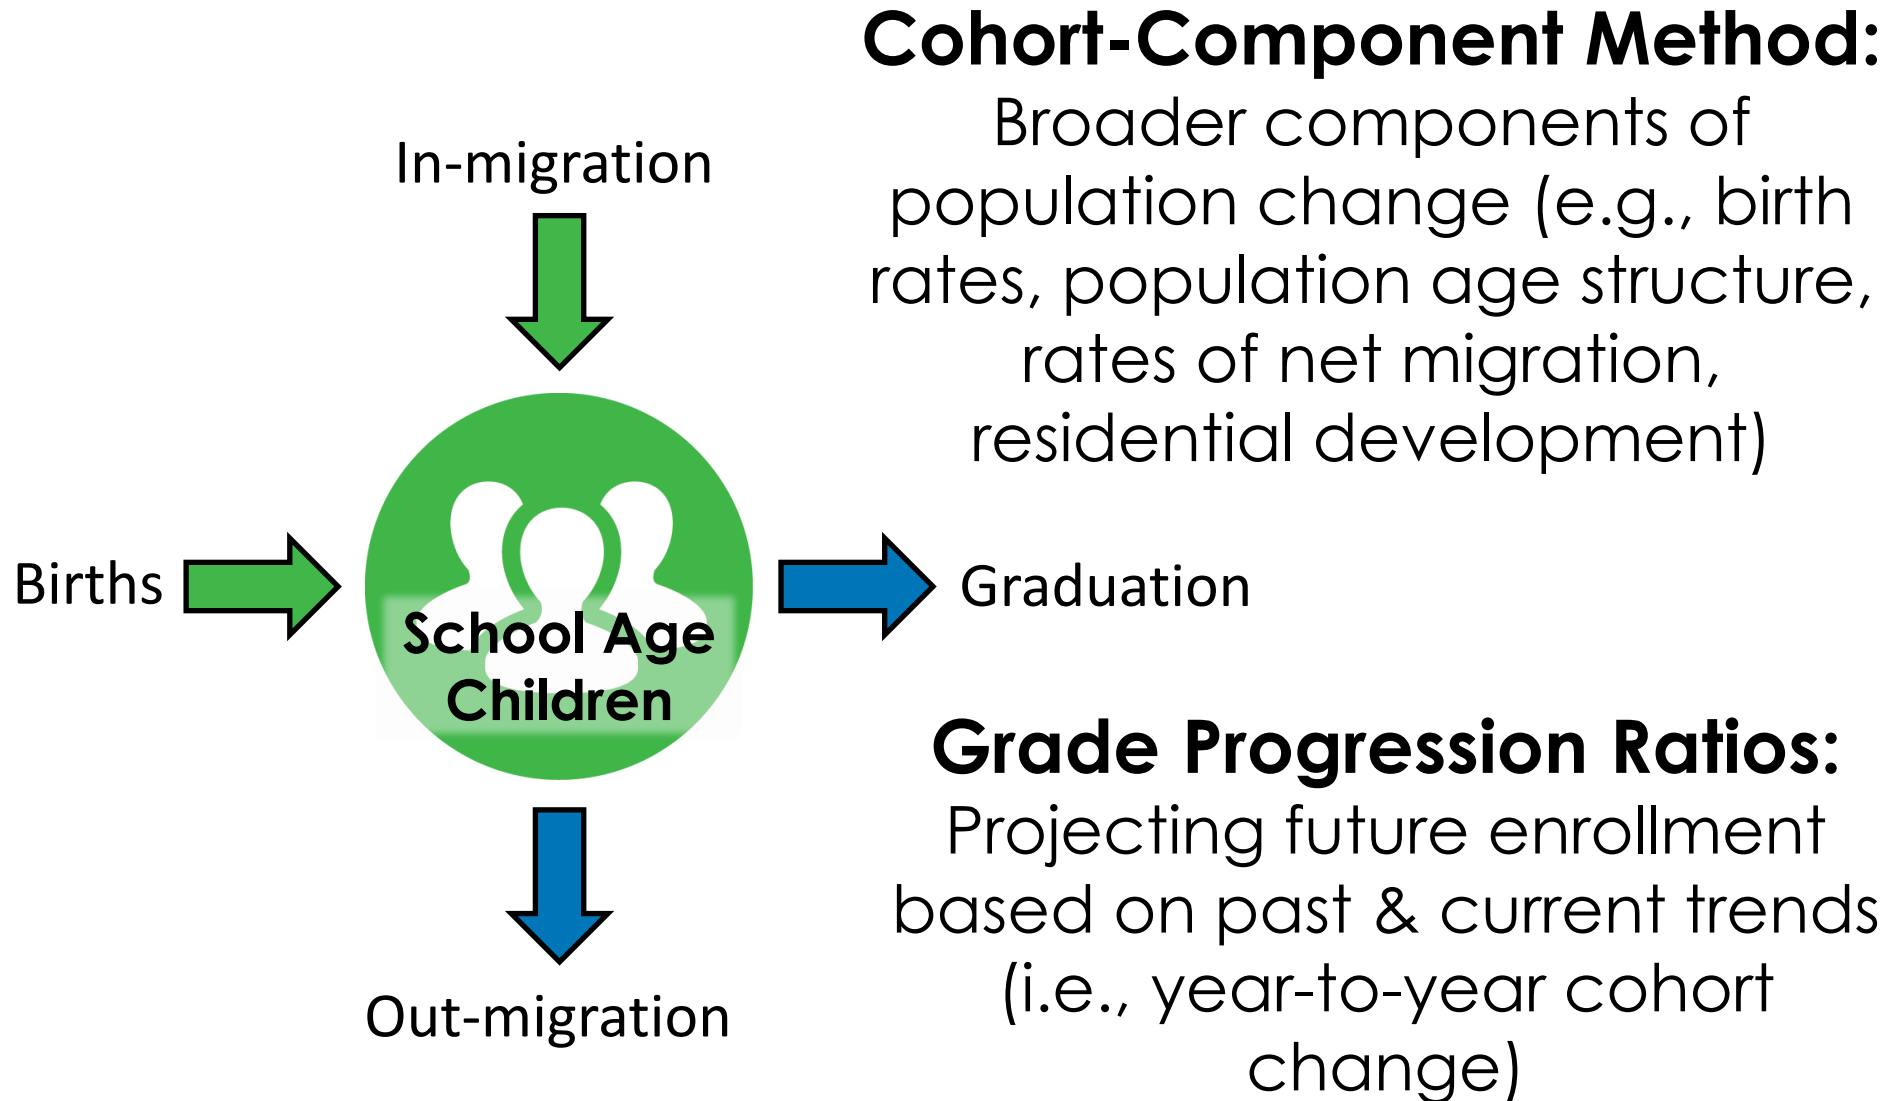 Cohort-Component Method:
Broader components of
population change (e.g., birth
rates, population age structure,
rates of net migration,
residential development)
In-migration
Births
School Age
Children
Graduation
Out-migration
Grade Progression Ratios:
Projecting future enrollment
based on past & current trends
(i.e., year-to-year cohort
change)